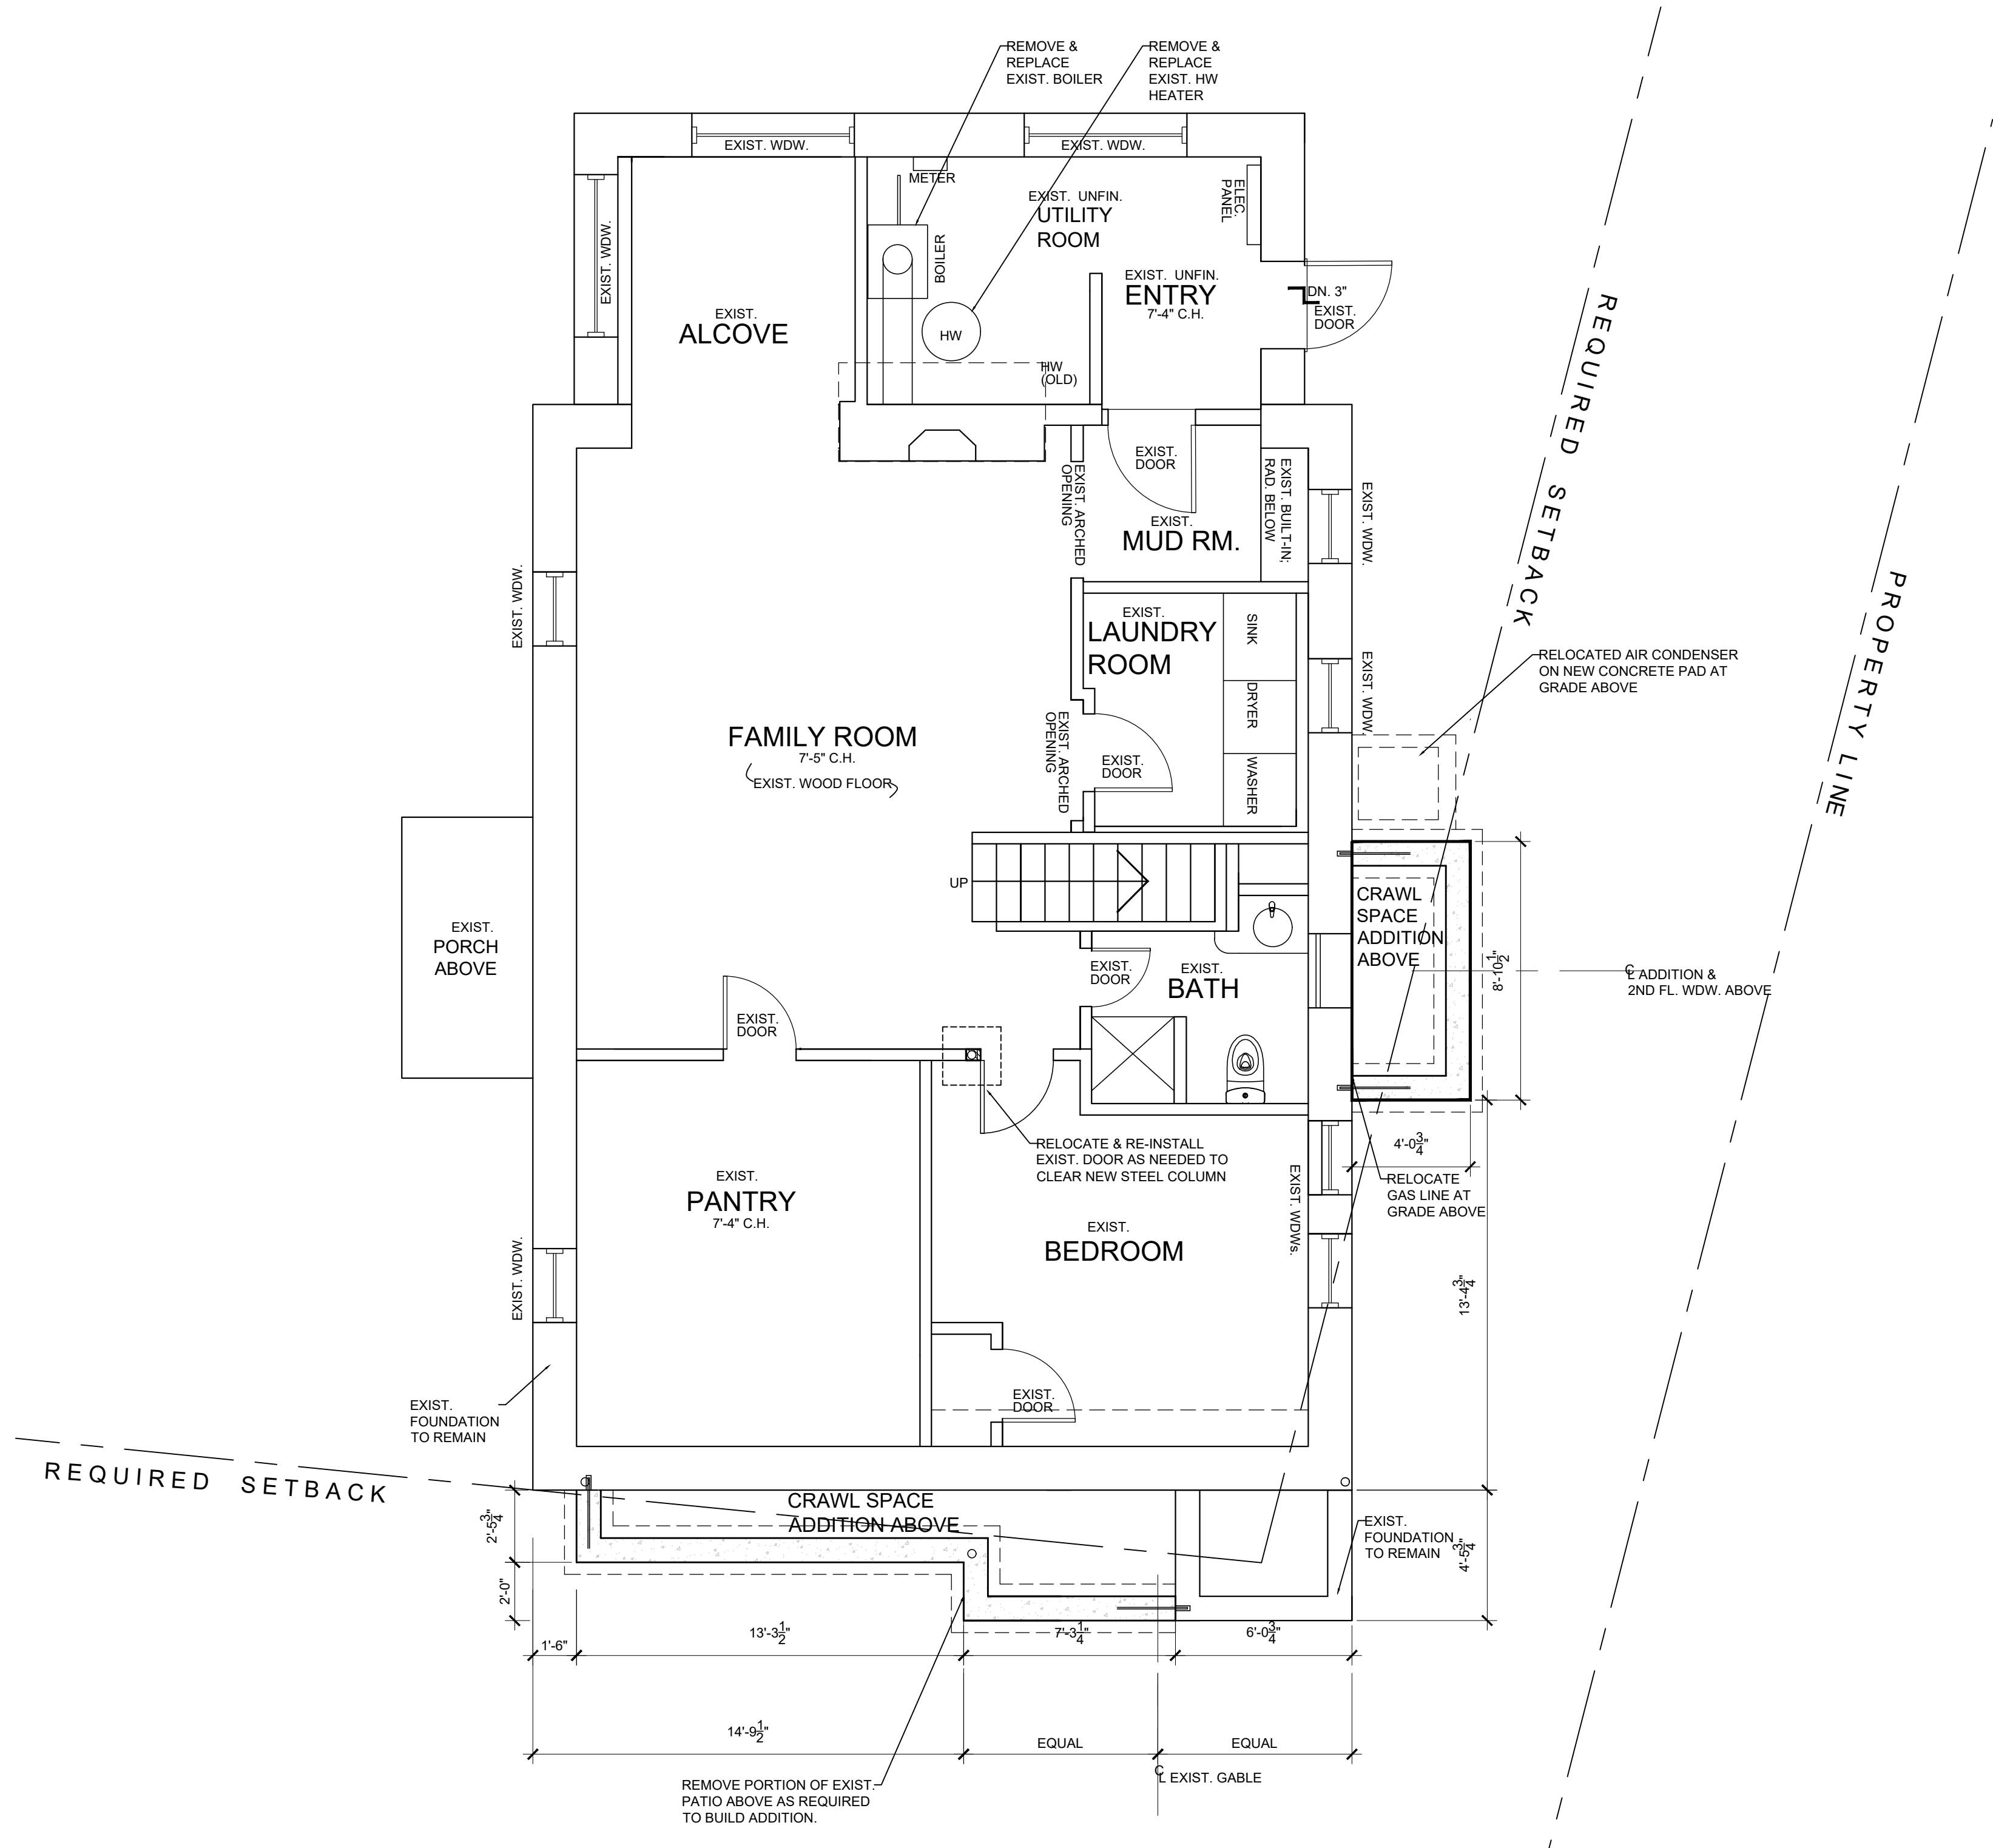 REMOVE &
REPLACE
EXIST. BOILER
REMOVE &
REPLACE
EXIST. HW
HEATER
EXIST. WDW.
EXIST. WDW.
METER
EXIST. UNFIN.
UTILITY
ROOM
ELEC.
PANEL
EXIST. WDW.
BOILER
EXIST. UNFIN.
ENTRY
7'-4" C.H.
DN. 3"
EXIST.
DOOR
EXIST.
ALCOVE
HW
HW
(OLD)
REQUIRED SETBACK
EXIST.
DOOR
EXIST. ARCHED
OPENING
EXIST. BUILT-IN;
RAD. BELOW
EXIST. WDW.
EXIST.
MUD RM.
EXIST. WDW.
PROPERTY LINE
EXIST.
LAUNDRY
ROOM
SINK
DRYER
WASHER
EXIST. WDW.
RELOCATED AIR CONDENSER
ON NEW CONCRETE PAD AT
GRADE ABOVE
FAMILY ROOM
7'-5" C.H.
EXIST. WOOD FLOOR
EXIST. ARCHED
OPENING
EXIST.
DOOR
UP
CRAWL
SPACE
ADDITION
ABOVE
8'-10 1/2"
EXIST.
PORCH
ABOVE
EXIST.
DOOR
EXIST.
BATH
CL ADDITION &
2ND FL. WDW. ABOVE
EXIST.
DOOR
RELOCATE & RE-INSTALL
EXIST. DOOR AS NEEDED TO
CLEAR NEW STEEL COLUMN
4'-0 3/4"
RELOCATE
GAS LINE AT
GRADE ABOVE
EXIST.
PANTRY
7'-4" C.H.
EXIST.
BEDROOM
EXIST. WDWs.
EXIST. WDW.
13'-4 3/4"
EXIST.
DOOR
EXIST.
FOUNDATION
TO REMAIN
REQUIRED SETBACK
CRAWL SPACE
ADDITION ABOVE
2'-5 3/4"
2'-0"
EXIST.
FOUNDATION
TO REMAIN
4'-5 3/4"
1'-6"
13'-3 1/2"
7'-3 1/4"
6'-0 3/4"
14'-9 1/2"
EQUAL
EQUAL
CL EXIST. GABLE
REMOVE PORTION OF EXIST.
PATIO ABOVE AS REQUIRED
TO BUILD ADDITION.